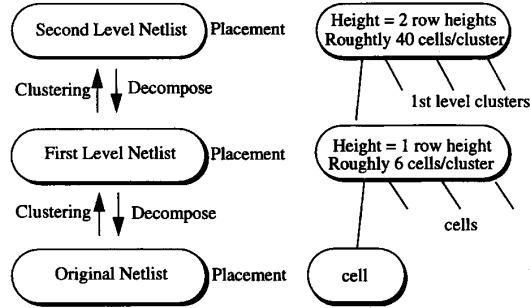 Second Level Netlist
Placement
Height = 2 row heights
Roughtly 40 cells/cluster
Clustering
Decompose
1st level clusters
First Level Netlist
Placement
Height = 1 row height
Roughly 6 cells/cluster
Clustering
Decompose
cells
Original Netlist
Placement
cell